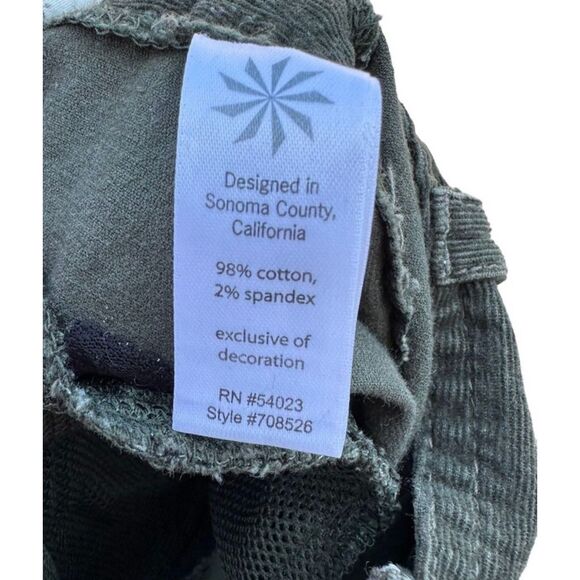 Designed in
Sonoma County,
California
98% cotton,
2% spandex
exclusive of
decoration
RN #54023
Style #708526